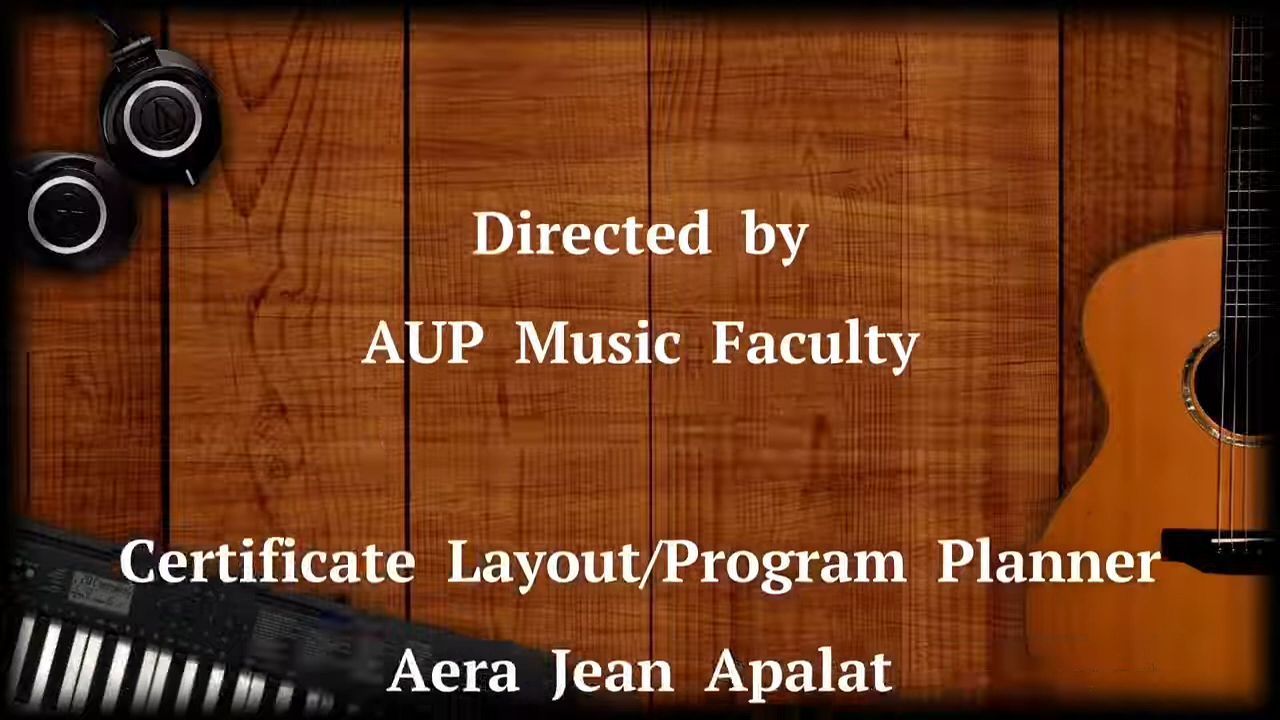 Directed by
AUP Music Faculty
Certificate Layout/Program Planner
Aera Jean Apalat